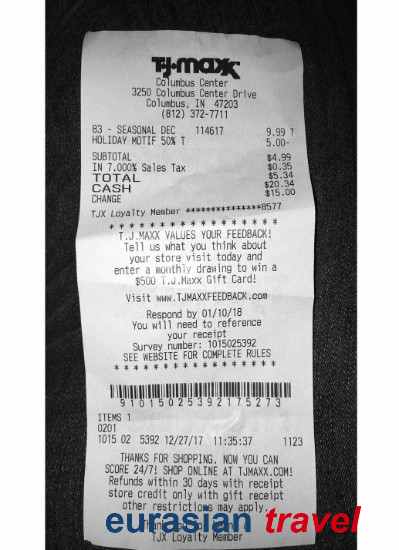 T·J·maxx
Columbus Center
3250 Columbus Center Drive
Columbus, IN  47203
(812) 372-7711
83 - SEASONAL DEC   114617   9.99 T
HOLIDAY MOTIF 50% T   5.00-
SUBTOTAL   $4.99
IN 7.000% Sales Tax   $0.35
TOTAL   $5.34
CASH   $20.34
CHANGE   $15.00
TJX Loyalty Member ***************8577
* * * * * * * * * * * * * * * * * *
T.J.MAXX VALUES YOUR FEEDBACK!
Tell us what you think about
your store visit today and
enter a monthly drawing to win a
$500 T.J.Maxx Gift Card!
Visit www.TJMAXXFEEDBACK.com
Respond by 01/10/18
You will need to reference
your receipt
Survey number: 1015025392
SEE WEBSITE FOR COMPLETE RULES
* * * * * * * * * * * * * * * * * *
91015025392175273
ITEMS 1
0201
1015 02  5392 12/27/17  11:35:37   1123
THANKS FOR SHOPPING. NOW YOU CAN
SCORE 24/7! SHOP ONLINE AT TJMAXX.COM!
Refunds within 30 days with receipt
store credit only with gift receipt
other restrictions may apply.
eurasian travel
TJX Loyalty Member